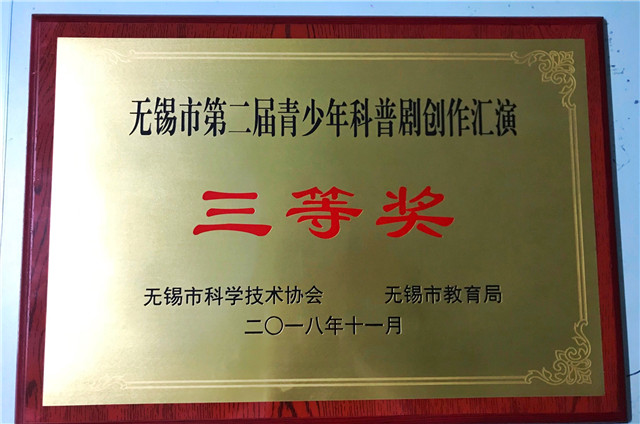 无锡市第二届青少年科普剧创作汇演
三等奖
无锡市科学技术协会 无锡市教育局
二〇一八年十一月